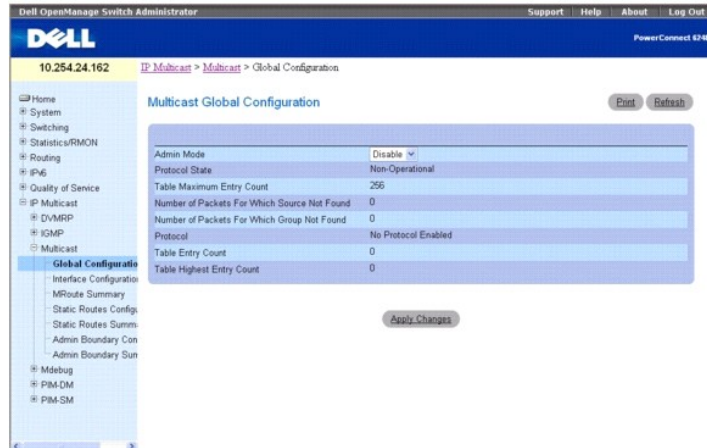 Dell OpenManage Switch Administrator
Support Help About Log Out
DELL
PowerConnect 6248
10.254.24.162
IP Multicast > Multicast > Global Configuration
Home
System
Switching
Statistics/RMON
Routing
IPv6
Quality of Service
IP Multicast
DVMRP
IGMP
Multicast
Global Configuratio
Interface Configuration
MRoute Summary
Static Routes Configu
Static Routes Summ
Admin Boundary Con
Admin Boundary Sun
Mdebug
PIM-DM
PIM-SM
Multicast Global Configuration
Print Refresh
Admin Mode Disable
Protocol State Non-Operational
Table Maximum Entry Count 256
Number of Packets For Which Source Not Found 0
Number of Packets For Which Group Not Found 0
Protocol No Protocol Enabled
Table Entry Count 0
Table Highest Entry Count 0
Apply Changes